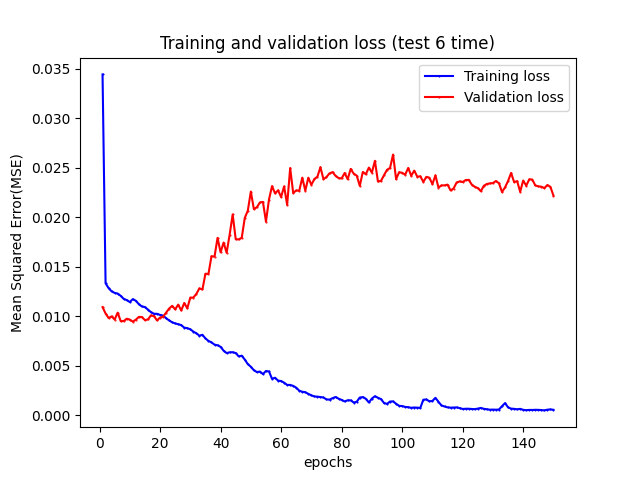 Training and validation loss (test 6 time)
Training loss
Validation loss
Mean Squared Error(MSE)
0.035
0.030
0.025
0.020
0.015
0.010
0.005
0.000
0 20 40 60 80 100 120 140
epochs